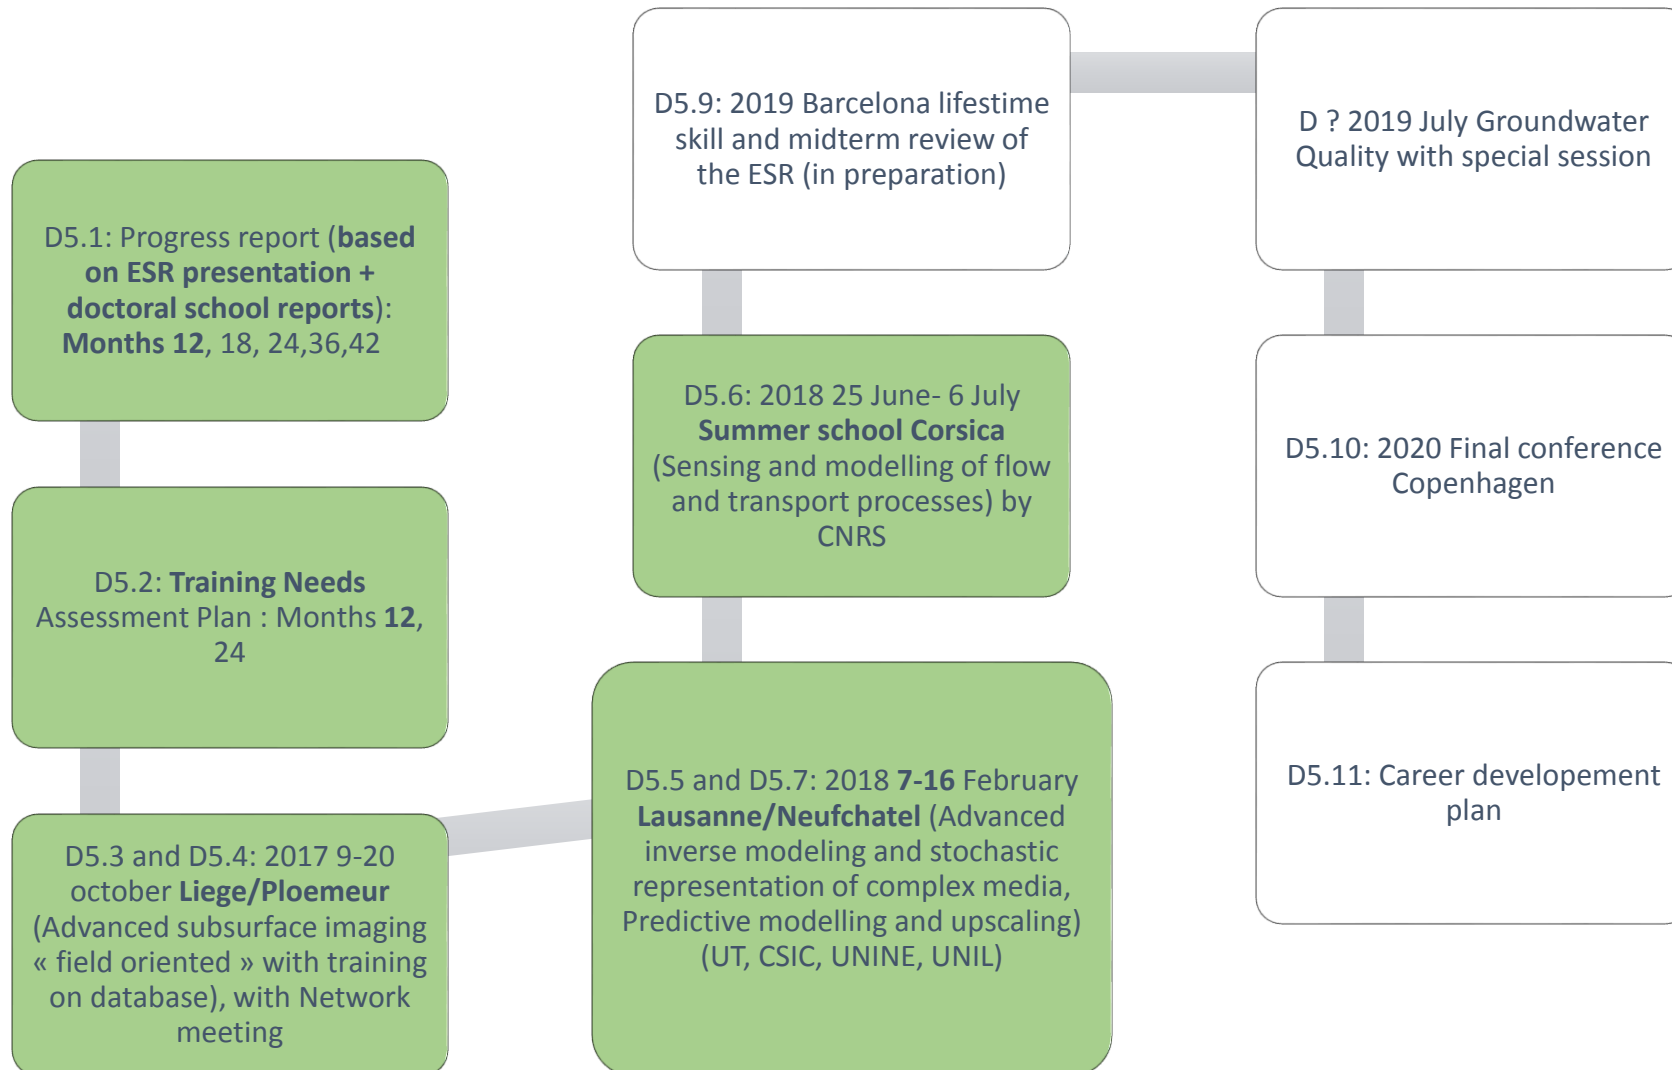 D5.1: Progress report (based
on ESR presentation +
doctoral school reports):
Months 12, 18, 24,36,42
D5.2: Training Needs
Assessment Plan : Months 12,
24
D5.3 and D5.4: 2017 9-20
october Liege/Ploemeur
(Advanced subsurface imaging
« field oriented » with training
on database), with Network
meeting
D5.5 and D5.7: 2018 7-16 February
Lausanne/Neufchatel (Advanced
inverse modeling and stochastic
representation of complex media,
Predictive modelling and upscaling)
(UT, CSIC, UNINE, UNIL)
D5.6: 2018 25 June- 6 July
Summer school Corsica
(Sensing and modelling of flow
and transport processes) by
CNRS
D5.9: 2019 Barcelona lifestime
skill and midterm review of
the ESR (in preparation)
D ? 2019 July Groundwater
Quality with special session
D5.10: 2020 Final conference
Copenhagen
D5.11: Career developement
plan